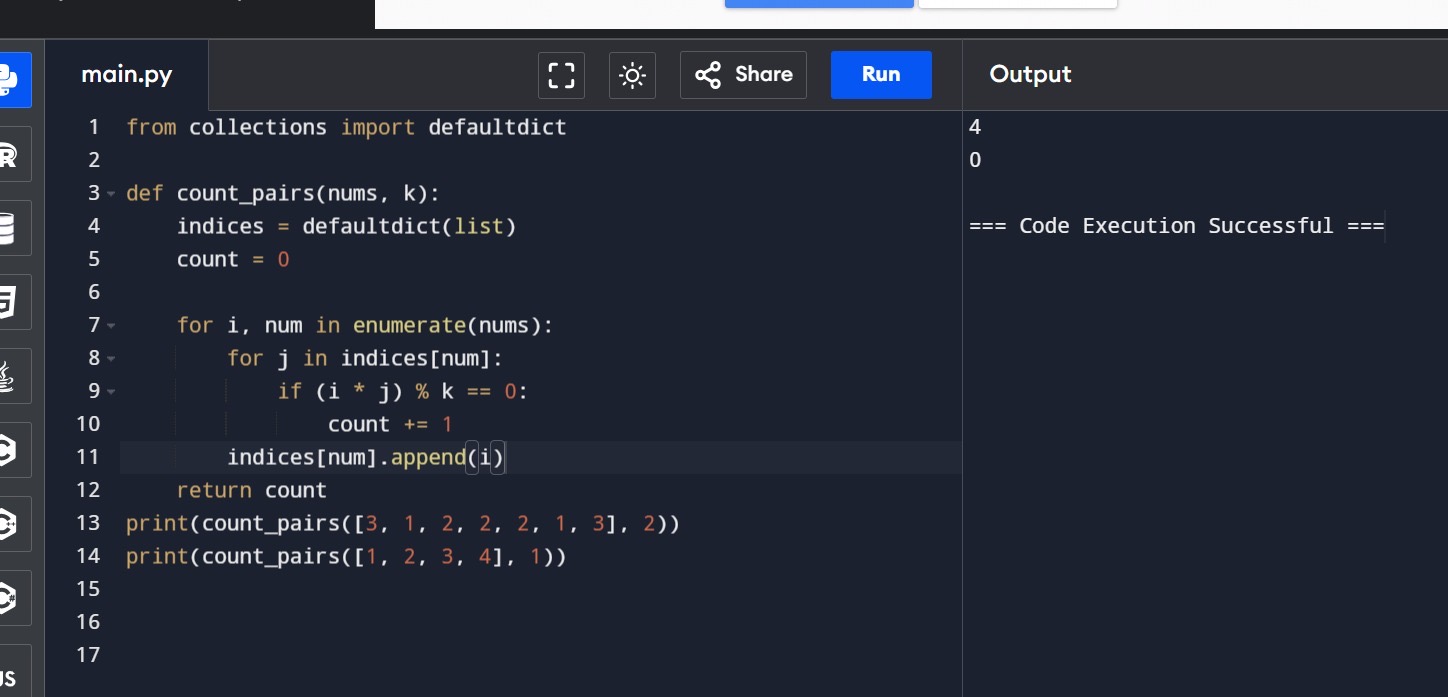 main.py
Share
Run
Output
1 from collections import defaultdict
2
3 def count_pairs(nums, k):
4     indices = defaultdict(list)
5     count = 0
6
7     for i, num in enumerate(nums):
8         for j in indices[num]:
9             if (i * j) % k == 0:
10                 count += 1
11         indices[num].append(i)
12     return count
13 print(count_pairs([3, 1, 2, 2, 2, 1, 3], 2))
14 print(count_pairs([1, 2, 3, 4], 1))
15
16
17
4
0
=== Code Execution Successful ===
R
JS